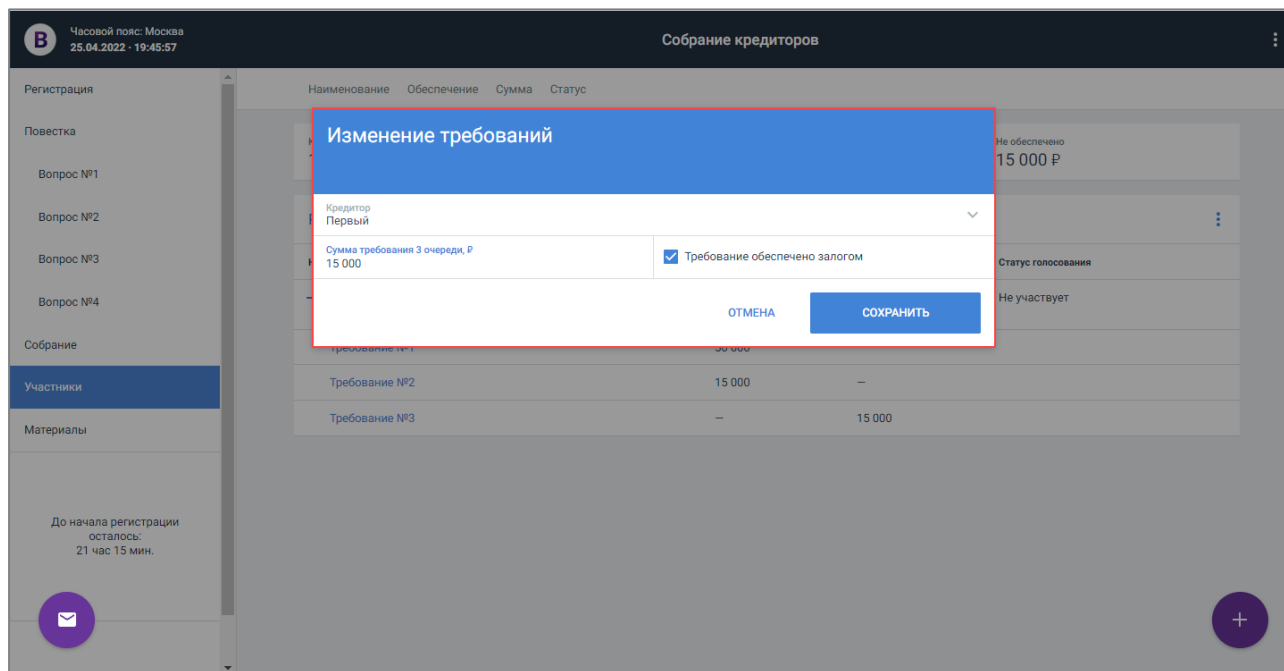 B
Часовой пояс: Москва
25.04.2022 · 19:45:57
Собрание кредиторов
Регистрация
Повестка
Вопрос №1
Вопрос №2
Вопрос №3
Вопрос №4
Собрание
Участники
Материалы
До начала регистрации
осталось:
21 час 15 мин.
Наименование Обеспечение Сумма Статус
Не обеспечено
15 000 ₽
Изменение требований
Кредитор
Первый
Сумма требования 3 очереди, ₽
15 000
Требование обеспечено залогом
ОТМЕНА СОХРАНИТЬ
Статус голосования
Не участвует
Требование №1 50 000
Требование №2 15 000 —
Требование №3 — 15 000